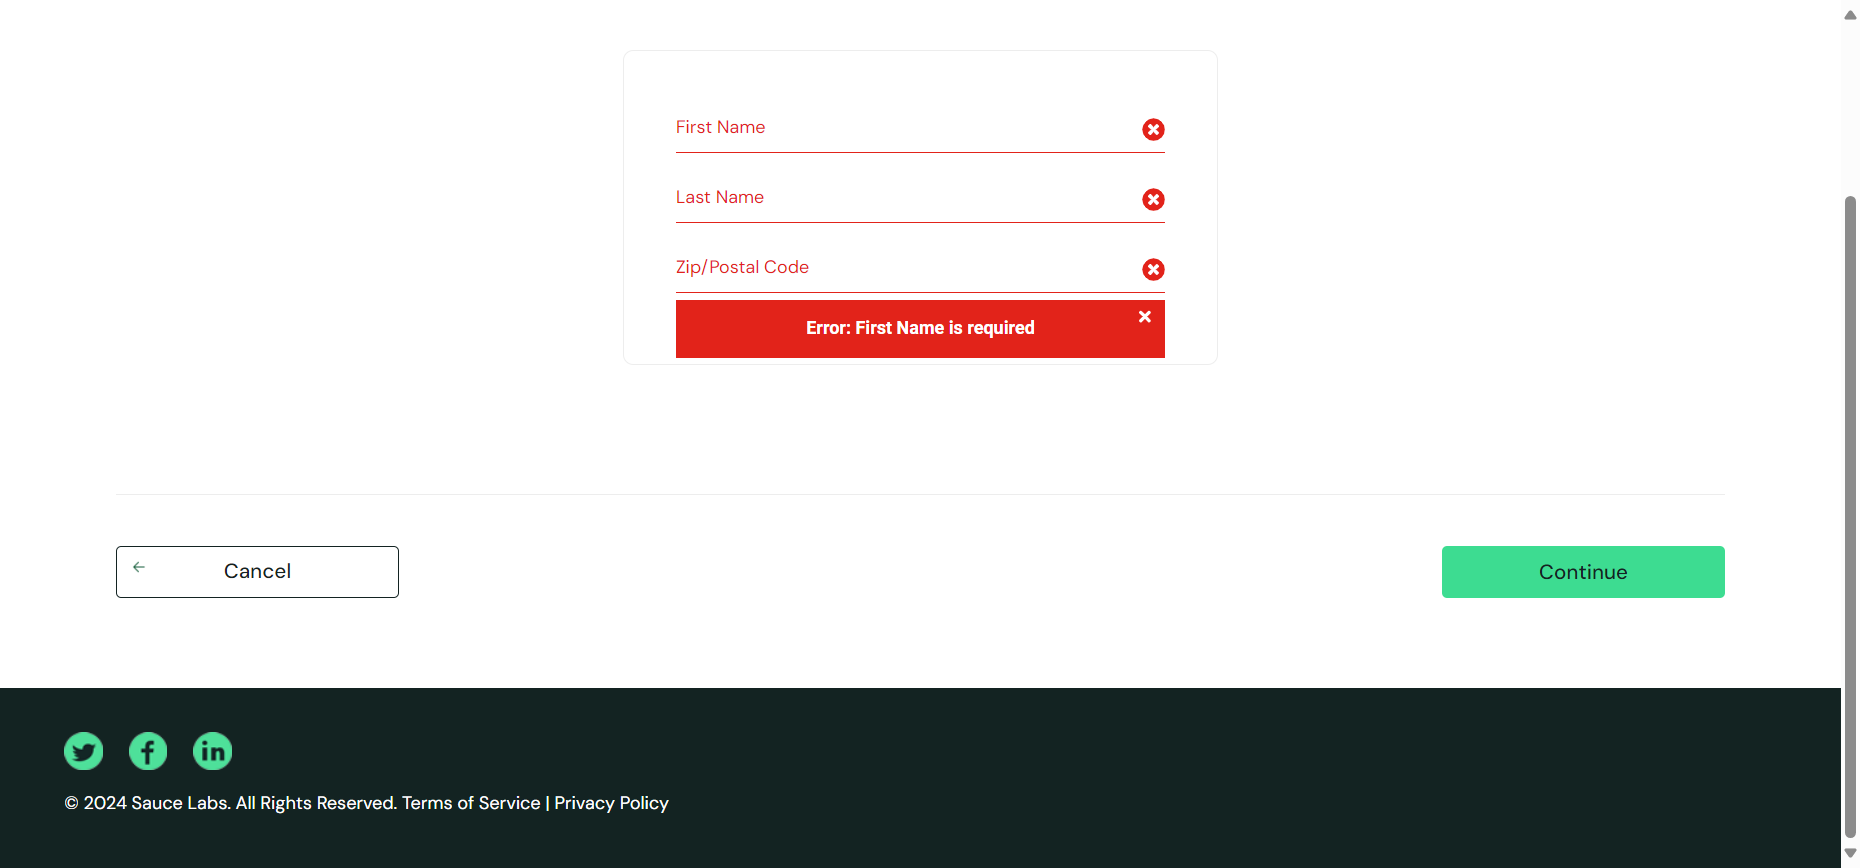 First Name
Last Name
Zip/Postal Code
Error: First Name is required
Cancel
Continue
© 2024 Sauce Labs. All Rights Reserved. Terms of Service | Privacy Policy